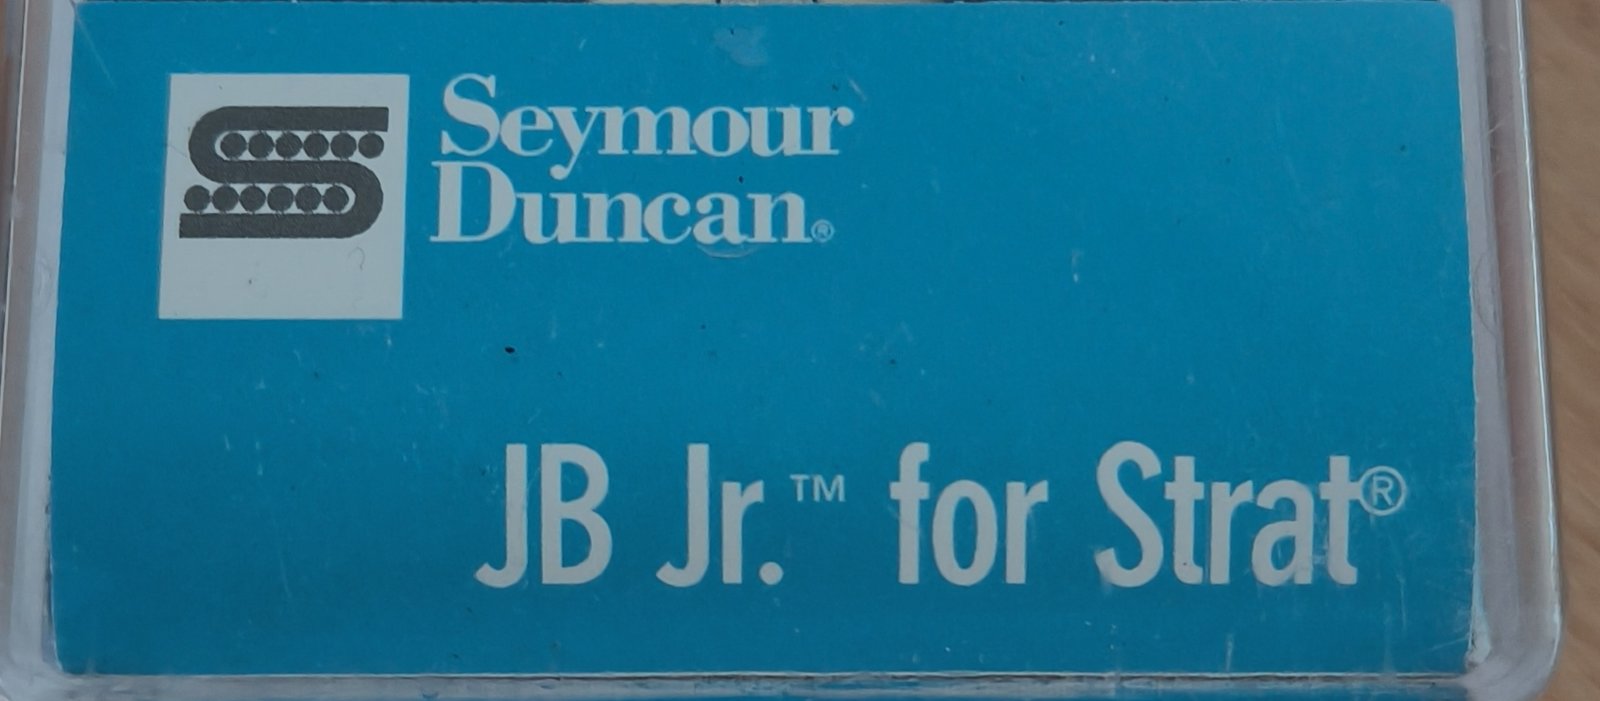 Seymour
Duncan®
JB Jr.™ for Strat®